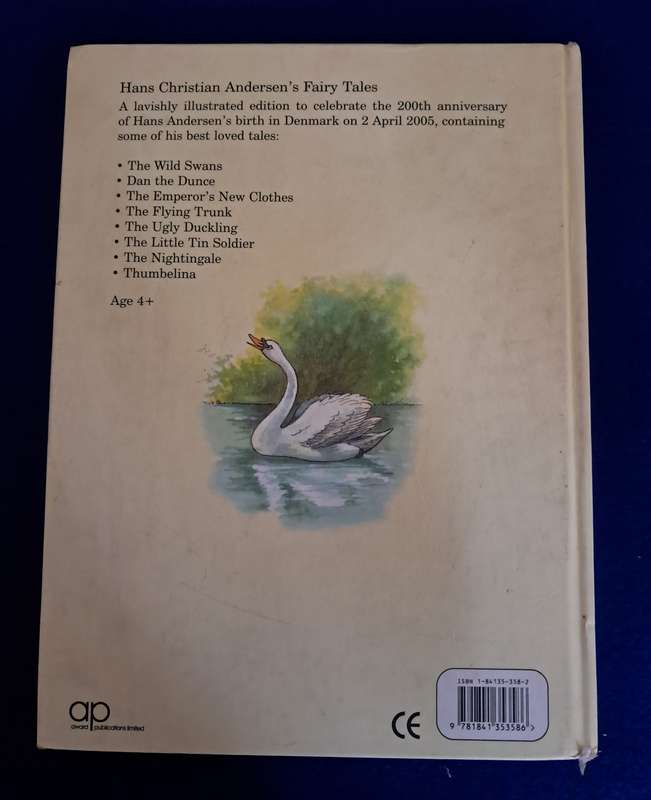 Hans Christian Andersen's Fairy Tales
A lavishly illustrated edition to celebrate the 200th anniversary
of Hans Andersen's birth in Denmark on 2 April 2005, containing
some of his best loved tales:
• The Wild Swans
• Dan the Dunce
• The Emperor's New Clothes
• The Flying Trunk
• The Ugly Duckling
• The Little Tin Soldier
• The Nightingale
• Thumbelina
Age 4+
ap
award publications limited
CE
ISBN 1-84135-358-2
9 781841 353586 >